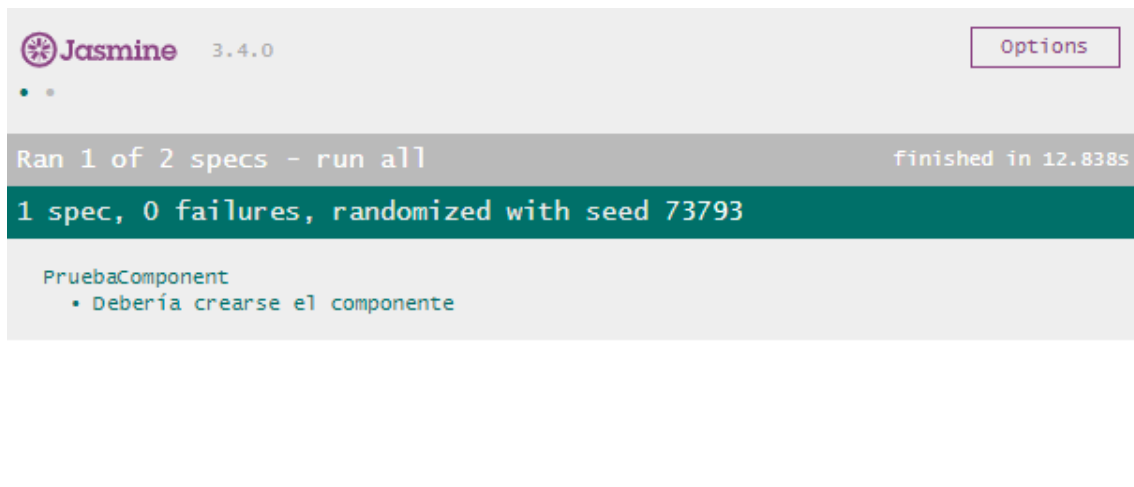 Jasmine 3.4.0 Options
• •
Ran 1 of 2 specs - run all finished in 12.838s
1 spec, 0 failures, randomized with seed 73793
PruebaComponent
• Debería crearse el componente